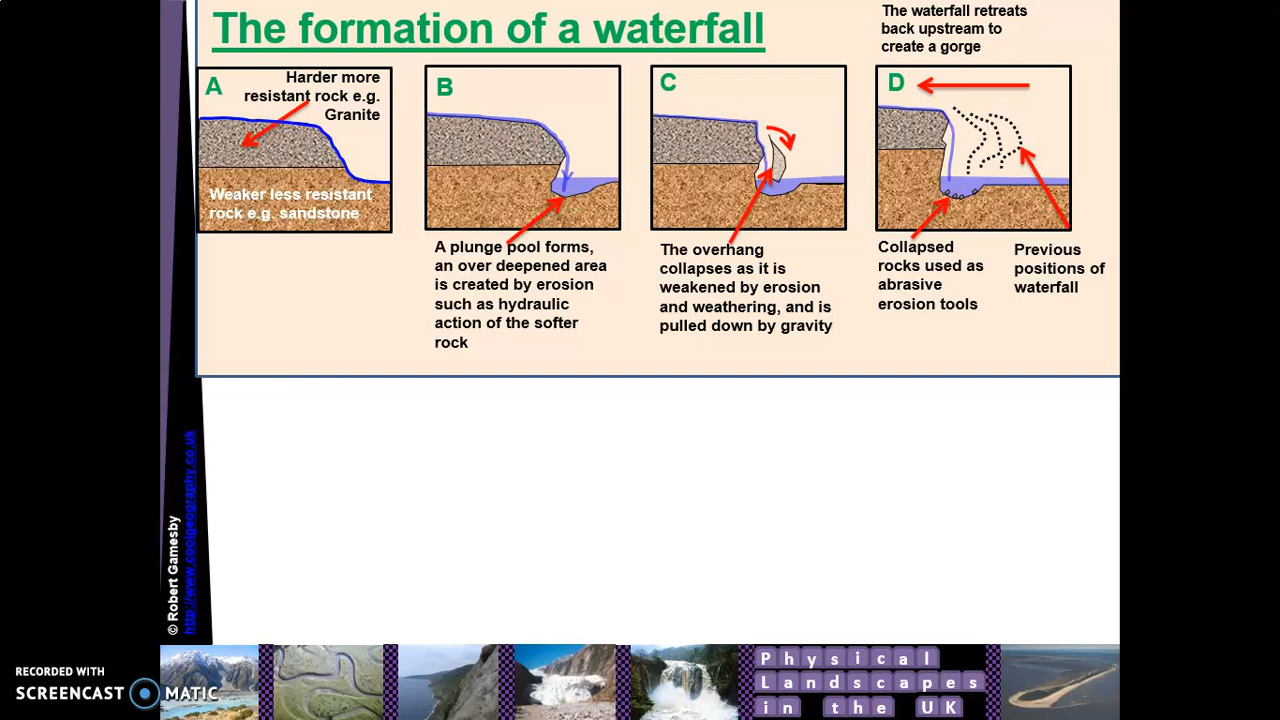 The formation of a waterfall
The waterfall retreats
back upstream to
create a gorge
A
Harder more
resistant rock e.g.
Granite
Weaker less resistant
rock e.g. sandstone
B
A plunge pool forms,
an over deepened area
is created by erosion
such as hydraulic
action of the softer
rock
C
The overhang
collapses as it is
weakened by erosion
and weathering, and is
pulled down by gravity
D
Collapsed
rocks used as
abrasive
erosion tools
Previous
positions of
waterfall
© Robert Gamesby
http://www.coolgeography.co.uk
RECORDED WITH
SCREENCAST MATIC
Physical
Landscapes
in the UK